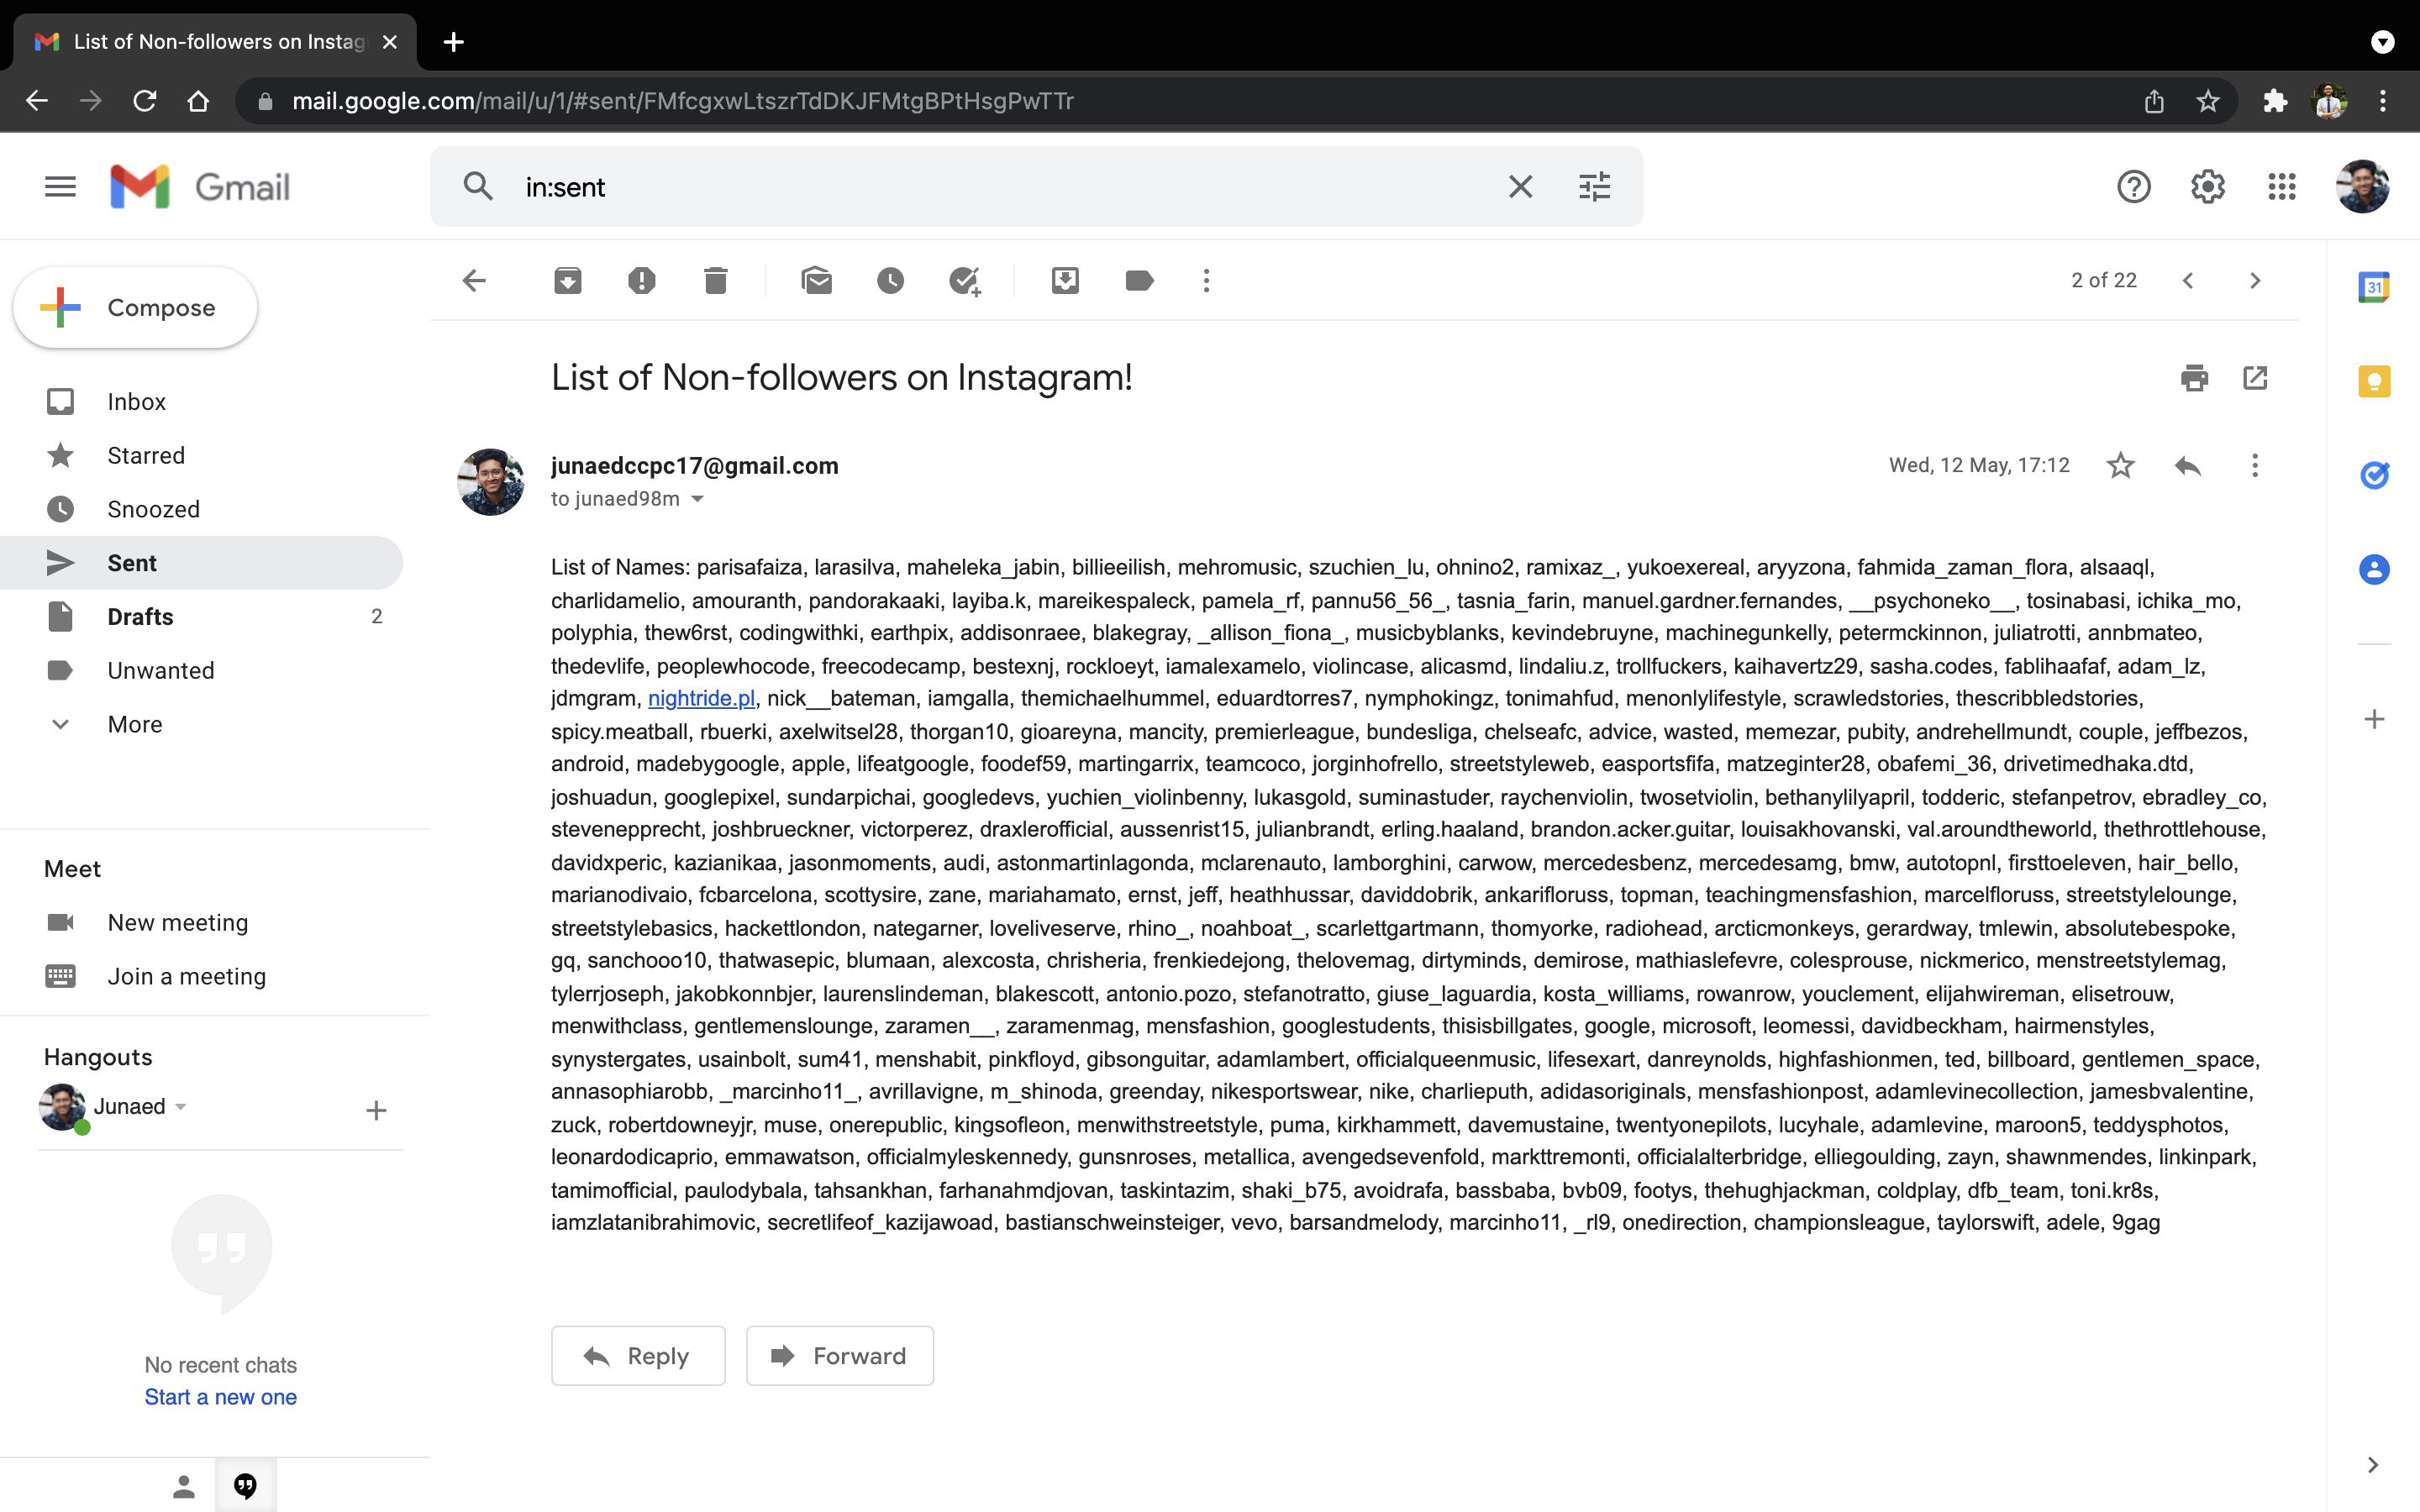 List of Non-followers on Instag
mail.google.com/mail/u/1/#sent/FMfcgxwLtszrTdDKJFMtgBPtHsgPwTTr
Gmail
in:sent
Compose
2 of 22
31
Inbox
Starred
Snoozed
Sent
Drafts 2
Unwanted
More
Meet
New meeting
Join a meeting
Hangouts
Junaed
No recent chats
Start a new one
List of Non-followers on Instagram!
junaedccpc17@gmail.com
Wed, 12 May, 17:12
to junaed98m
List of Names: parisafaiza, larasilva, maheleka_jabin, billieeilish, mehromusic, szuchien_lu, ohnino2, ramixaz_, yukoexereal, aryyzona, fahmida_zaman_flora, alsaaql,
charlidamelio, amouranth, pandorakaaki, layiba.k, mareikespaleck, pamela_rf, pannu56_56_, tasnia_farin, manuel.gardner.fernandes, __psychoneko__, tosinabasi, ichika_mo,
polyphia, thew6rst, codingwithki, earthpix, addisonraee, blakegray, _allison_fiona_, musicbyblanks, kevindebruyne, machinegunkelly, petermckinnon, juliatrotti, annbmateo,
thedevlife, peoplewhocode, freecodecamp, bestexnj, rockloeyt, iamalexamelo, violincase, alicasmd, lindaliu.z, trollfuckers, kaihavertz29, sasha.codes, fablihaafaf, adam_lz,
jdmgram, nightride.pl, nick__bateman, iamgalla, themichaelhummel, eduardtorres7, nymphokingz, tonimahfud, menonlylifestyle, scrawledstories, thescribbledstories,
spicy.meatball, rbuerki, axelwitsel28, thorgan10, gioareyna, mancity, premierleague, bundesliga, chelseafc, advice, wasted, memezar, pubity, andrehellmundt, couple, jeffbezos,
android, madebygoogle, apple, lifeatgoogle, foodef59, martingarrix, teamcoco, jorginhofrello, streetstyleweb, easportsfifa, matzeginter28, obafemi_36, drivetimedhaka.dtd,
joshuadun, googlepixel, sundarpichai, googledevs, yuchien_violinbenny, lukasgold, suminastuder, raychenviolin, twosetviolin, bethanylilyapril, todderic, stefanpetrov, ebradley_co,
stevenepprecht, joshbrueckner, victorperez, draxlerofficial, aussenrist15, julianbrandt, erling.haaland, brandon.acker.guitar, louisakhovanski, val.aroundtheworld, thethrottlehouse,
davidxperic, kazianikaa, jasonmoments, audi, astonmartinlagonda, mclarenauto, lamborghini, carwow, mercedesbenz, mercedesamg, bmw, autotopnl, firsttoeleven, hair_bello,
marianodivaio, fcbarcelona, scottysire, zane, mariahamato, ernst, jeff, heathhussar, daviddobrik, ankarifloruss, topman, teachingmensfashion, marcelfloruss, streetstylelounge,
streetstylebasics, hackettlondon, nategarner, loveliveserve, rhino_, noahboat_, scarlettgartmann, thomyorke, radiohead, arcticmonkeys, gerardway, tmlewin, absolutebespoke,
gq, sanchooo10, thatwasepic, blumaan, alexcosta, chrisheria, frenkiedejong, thelovemag, dirtyminds, demirose, mathiaslefevre, colesprouse, nickmerico, menstreetstylemag,
tylerrjoseph, jakobkonnbjer, laurenslindeman, blakescott, antonio.pozo, stefanotratto, giuse_laguardia, kosta_williams, rowanrow, youclement, elijahwireman, elisetrouw,
menwithclass, gentlemenslounge, zaramen__, zaramenmag, mensfashion, googlestudents, thisisbillgates, google, microsoft, leomessi, davidbeckham, hairmenstyles,
synystergates, usainbolt, sum41, menshabit, pinkfloyd, gibsonguitar, adamlambert, officialqueenmusic, lifesexart, danreynolds, highfashionmen, ted, billboard, gentlemen_space,
annasophiarobb, _marcinho11_, avrillavigne, m_shinoda, greenday, nikesportswear, nike, charlieputh, adidasoriginals, mensfashionpost, adamlevinecollection, jamesbvalentine,
zuck, robertdowneyjr, muse, onerepublic, kingsofleon, menwithstreetstyle, puma, kirkhammett, davemustaine, twentyonepilots, lucyhale, adamlevine, maroon5, teddysphotos,
leonardodicaprio, emmawatson, officialmyleskennedy, gunsnroses, metallica, avengedsevenfold, markttremonti, officialalterbridge, elliegoulding, zayn, shawnmendes, linkinpark,
tamimofficial, paulodybala, tahsankhan, farhanahmdjovan, taskintazim, shaki_b75, avoidrafa, bassbaba, bvb09, footys, thehughjackman, coldplay, dfb_team, toni.kr8s,
iamzlatanibrahimovic, secretlifeof_kazijawoad, bastianschweinsteiger, vevo, barsandmelody, marcinho11, _rl9, onedirection, championsleague, taylorswift, adele, 9gag
Reply
Forward